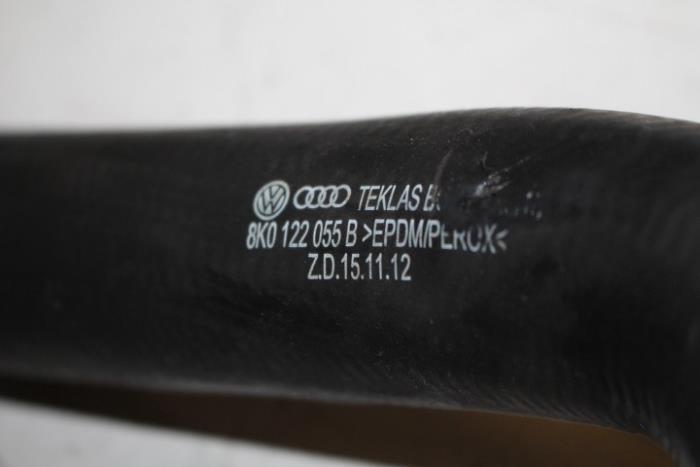 TEKLAS
8K0 122 055 B >EPDM/PEROX<
Z.D.15.11.12